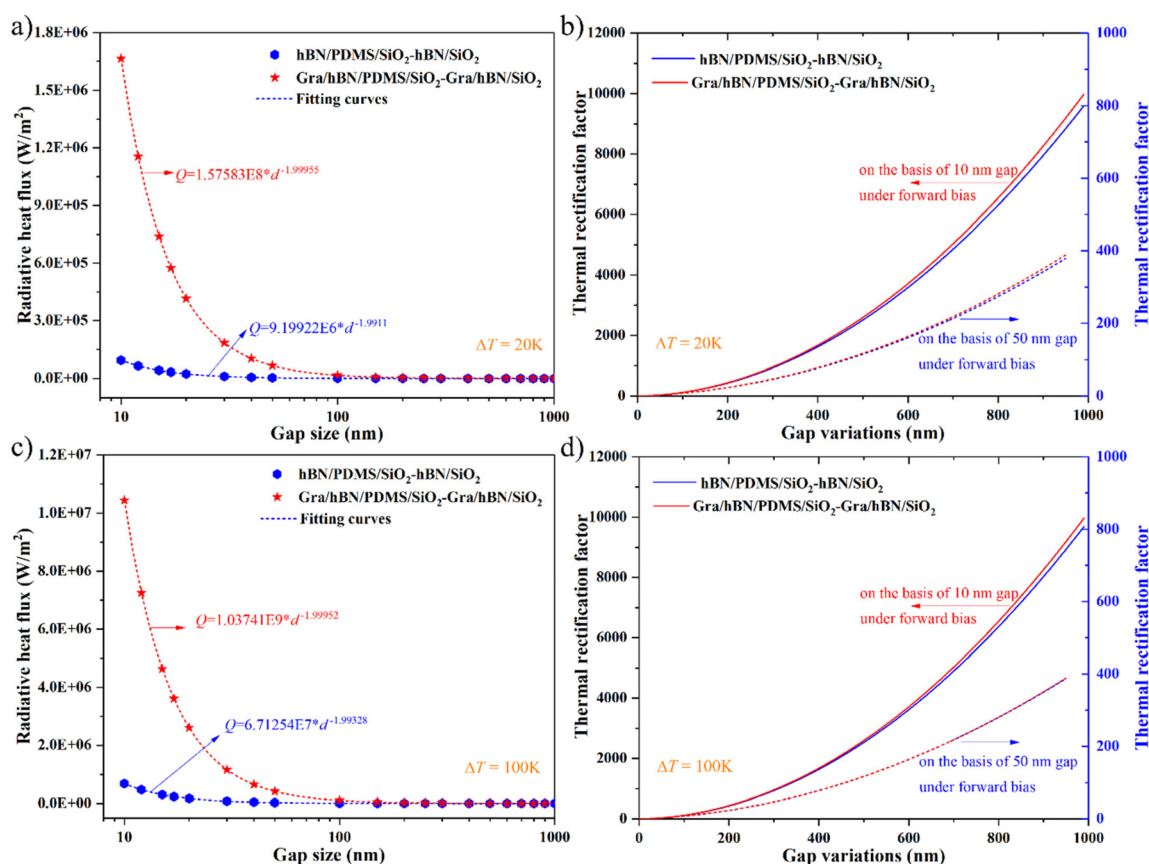 a)
Radiative heat flux (W/m²)
1.8E+06
1.5E+06
1.2E+06
9.0E+05
6.0E+05
3.0E+05
0.0E+00
hBN/PDMS/SiO₂-hBN/SiO₂
Gra/hBN/PDMS/SiO₂-Gra/hBN/SiO₂
Fitting curves
Q=1.57583E8*d^-1.99955
Q=9.19922E6*d^-1.9911
ΔT = 20K
10 100 1000
Gap size (nm)
b)
Thermal rectification factor
12000
10000
8000
6000
4000
2000
0
hBN/PDMS/SiO₂-hBN/SiO₂
Gra/hBN/PDMS/SiO₂-Gra/hBN/SiO₂
on the basis of 10 nm gap
under forward bias
on the basis of 50 nm gap
under forward bias
ΔT = 20K
0 200 400 600 800 1000
Gap variations (nm)
1000
800
600
400
200
0
Thermal rectification factor
c)
Radiative heat flux (W/m²)
1.2E+07
1.0E+07
8.0E+06
6.0E+06
4.0E+06
2.0E+06
0.0E+00
hBN/PDMS/SiO₂-hBN/SiO₂
Gra/hBN/PDMS/SiO₂-Gra/hBN/SiO₂
Fitting curves
Q=1.03741E9*d^-1.99952
Q=6.71254E7*d^-1.99328
ΔT = 100K
10 100 1000
Gap size (nm)
d)
Thermal rectification factor
12000
10000
8000
6000
4000
2000
0
hBN/PDMS/SiO₂-hBN/SiO₂
Gra/hBN/PDMS/SiO₂-Gra/hBN/SiO₂
on the basis of 10 nm gap
under forward bias
on the basis of 50 nm gap
under forward bias
ΔT = 100K
0 200 400 600 800 1000
Gap variations (nm)
1000
800
600
400
200
0
Thermal rectification factor